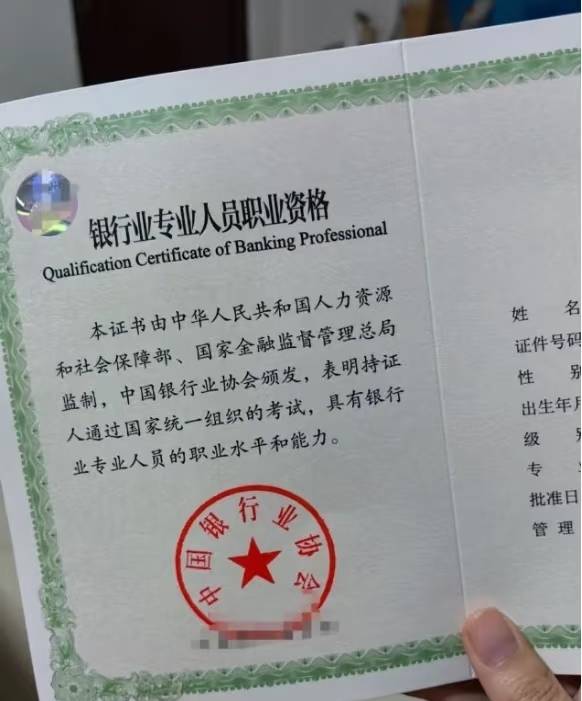 银行业专业人员职业资格
Qualification Certificate of Banking Professional
本证书由中华人民共和国人力资源
和社会保障部、国家金融监督管理总局
监制，中国银行业协会颁发，表明持证
人通过国家统一组织的考试，具有银行
业专业人员的职业水平和能力。
中国银行业协会
姓 名
证件号码
性 别
出生年月
级 别
专
批准日
管 理